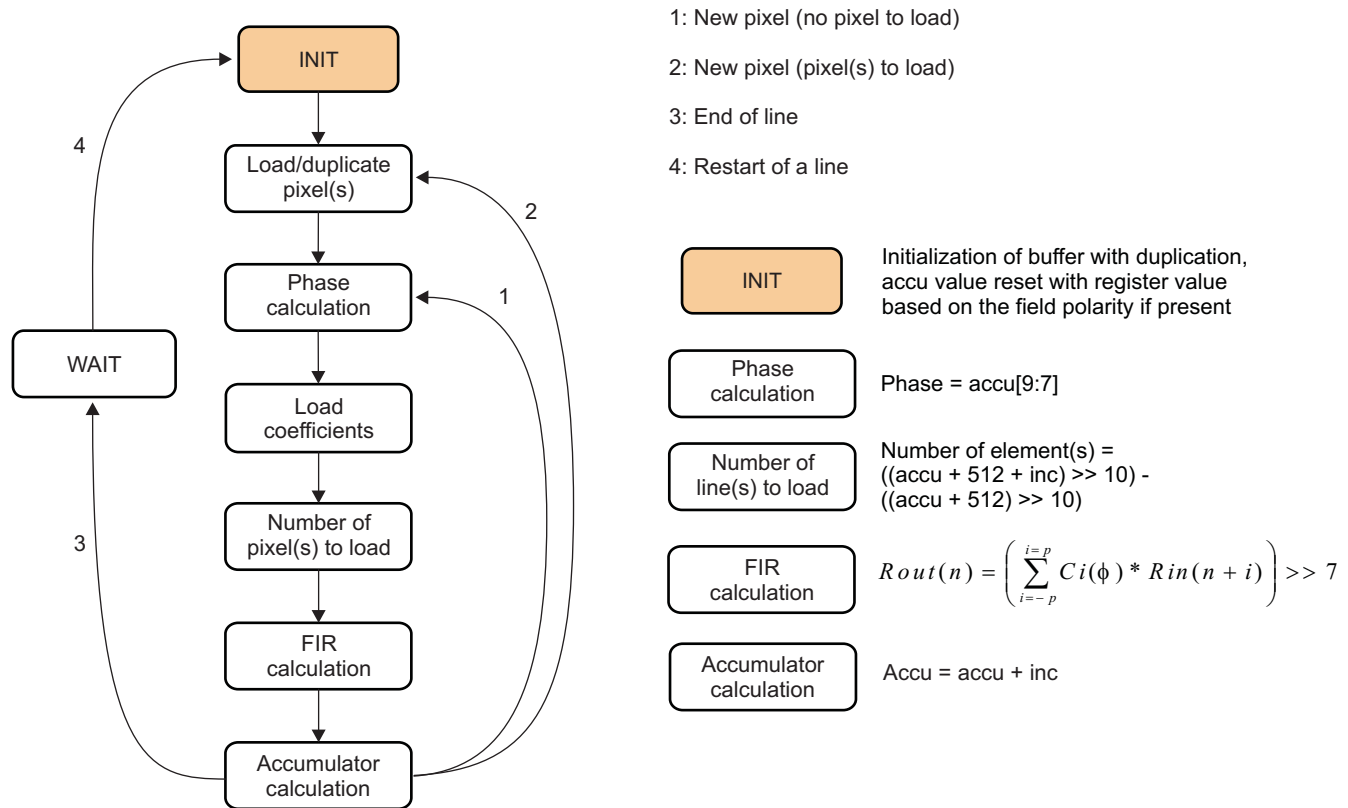 INIT
Load/duplicate
pixel(s)
Phase
calculation
Load
coefficients
Number of
pixel(s) to load
FIR
calculation
Accumulator
calculation
WAIT
4
3
2
1
1: New pixel (no pixel to load)
2: New pixel (pixel(s) to load)
3: End of line
4: Restart of a line
INIT
Initialization of buffer with duplication,
accu value reset with register value
based on the field polarity if present
Phase
calculation
Phase = accu[9:7]
Number of
line(s) to load
Number of element(s) =
((accu + 512 + inc) >> 10) -
((accu + 512) >> 10)
FIR
calculation
Rout(n) = ( ∑_{i=-p}^{i=p} Ci(ϕ) * Rin(n + i) ) >> 7
Accumulator
calculation
Accu = accu + inc